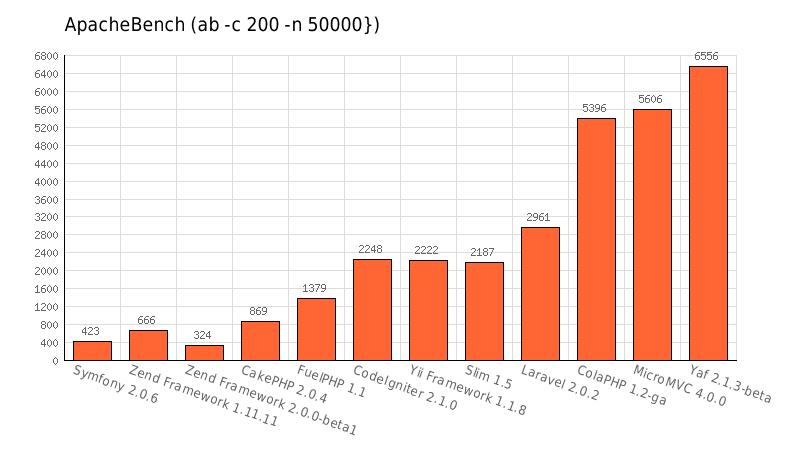 ApacheBench (ab -c 200 -n 50000})
6800
6400
6000
5600
5200
4800
4400
4000
3600
3200
2800
2400
2000
1600
1200
800
400
0
423
666
324
869
1379
2248
2222
2187
2961
5396
5606
6556
Symfony 2.0.6
Zend Framework 1.11.11
Zend Framework 2.0.0-beta1
CakePHP 2.0.4
FuelPHP 1.1
CodeIgniter 2.1.0
Yii Framework 1.1.8
Slim 1.5
Laravel 2.0.2
ColaPHP 1.2-ga
MicroMVC 4.0.0
Yaf 2.1.3-beta